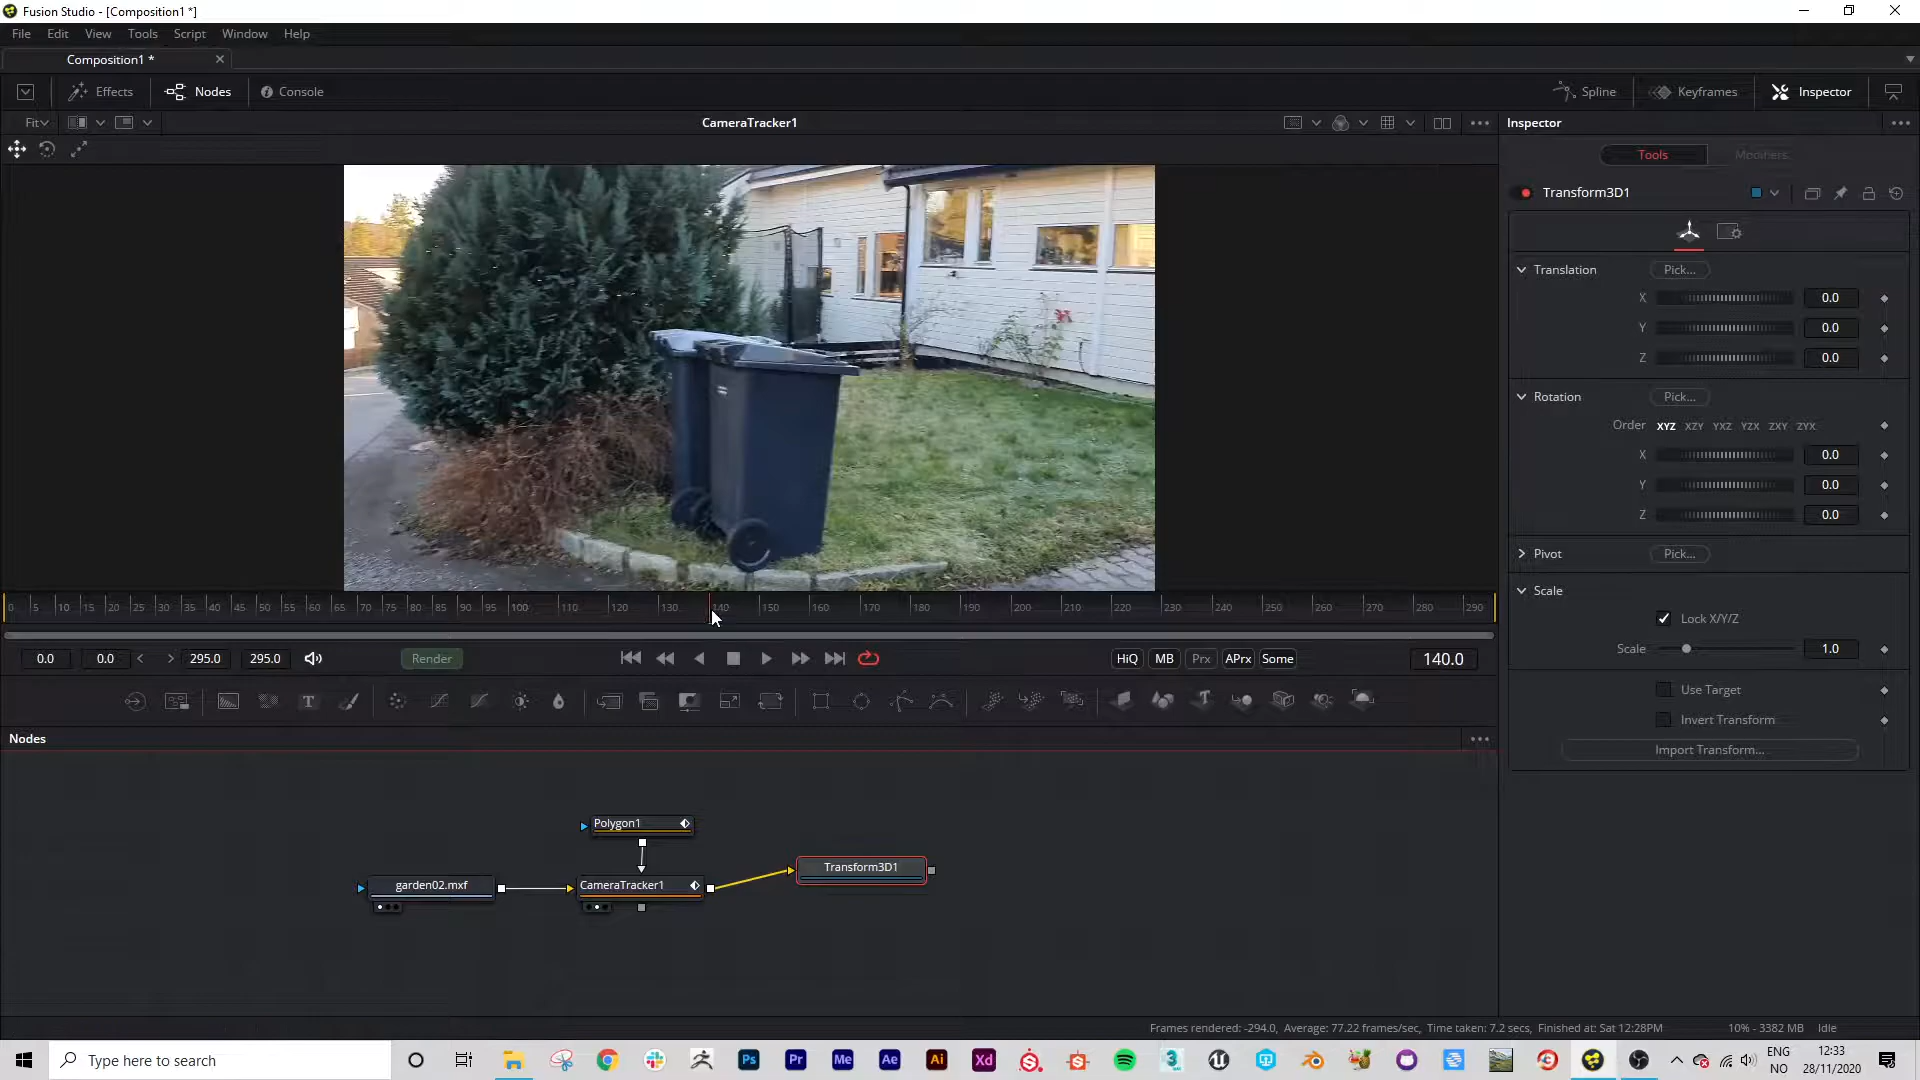 Fusion Studio - [Composition1 *]
File Edit View Tools Script Window Help
Composition1 *
Effects Nodes Console Spline Keyframes Inspector
Fit CameraTracker1 Inspector
Tools Modifiers
Transform3D1
Translation Pick...
X 0.0
Y 0.0
Z 0.0
Rotation Pick...
Order XYZ XZY YXZ YZX ZXY ZYX
X 0.0
Y 0.0
Z 0.0
Pivot Pick...
Scale
Lock X/Y/Z
Scale 1.0
Use Target
Invert Transform
Import Transform...
0 5 10 15 20 25 30 35 40 45 50 55 60 65 70 75 80 85 90 95 100 110 120 130 140 150 160 170 180 190 200 210 220 230 240 250 260 270 280 290
0.0 0.0 < > 295.0 295.0 Render HiQ MB Prx APrx Some 140.0
T T
Nodes
Polygon1
garden02.mxf CameraTracker1 Transform3D1
Frames rendered: -294.0, Average: 77.22 frames/sec, Time taken: 7.2 secs, Finished at: Sat 12:28PM 10% - 3382 MB Idle
Type here to search Ps Pr Me Ae Ai Xd ENG 12:33
NO 28/11/2020